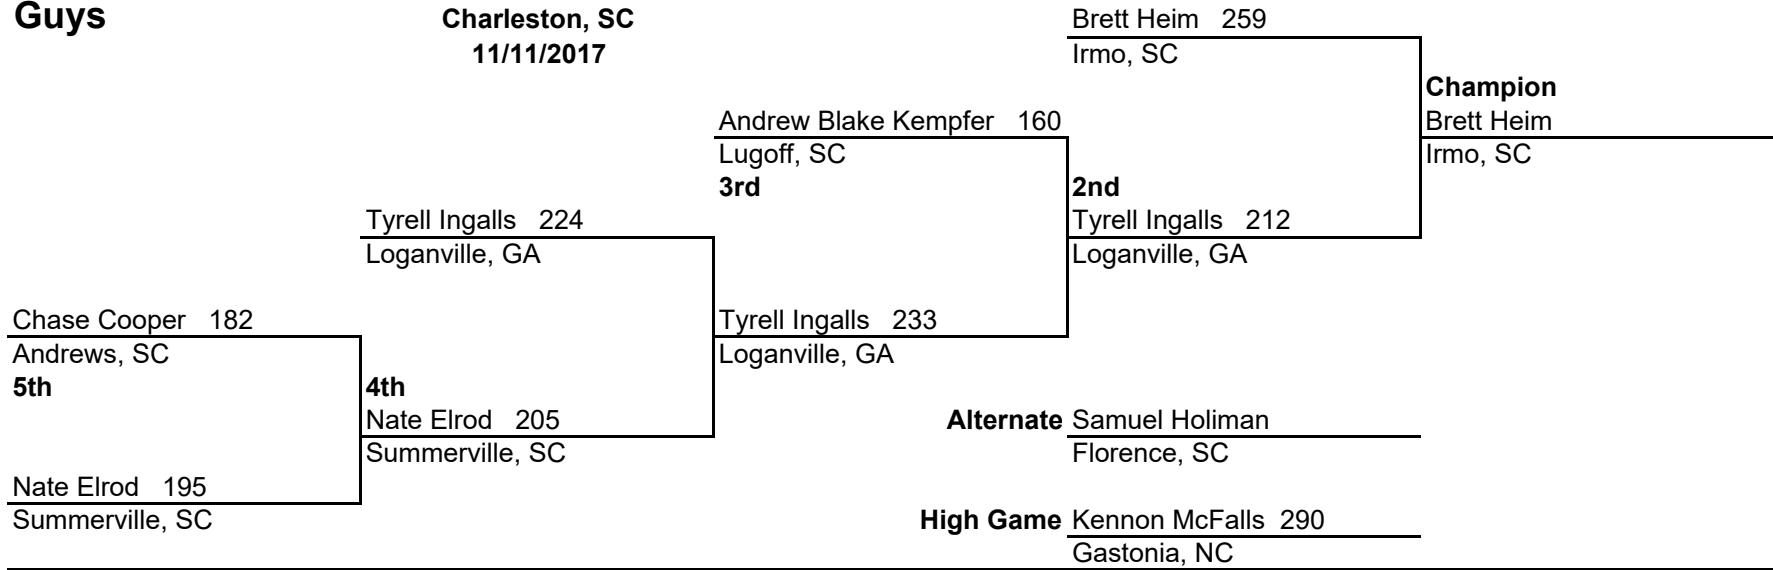 Guys
Charleston, SC
11/11/2017
Brett Heim 259
Irmo, SC
Champion
Brett Heim
Irmo, SC
Andrew Blake Kempfer 160
Lugoff, SC
3rd
2nd
Tyrell Ingalls 212
Loganville, GA
Tyrell Ingalls 224
Loganville, GA
Tyrell Ingalls 233
Loganville, GA
Chase Cooper 182
Andrews, SC
5th
4th
Nate Elrod 205
Summerville, SC
Nate Elrod 195
Summerville, SC
Alternate Samuel Holiman
Florence, SC
High Game Kennon McFalls 290
Gastonia, NC